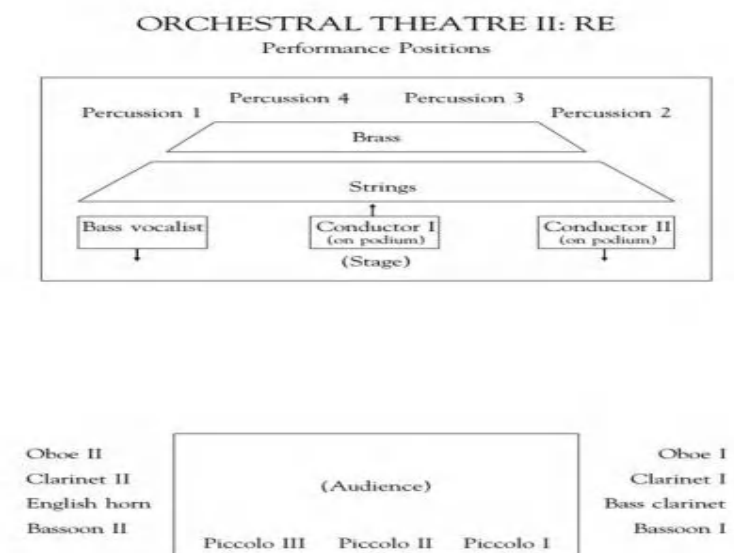 ORCHESTRAL THEATRE II: RE
Performance Positions
Percussion 1 Percussion 4 Percussion 3 Percussion 2
Brass
Strings
Bass vocalist Conductor I Conductor II
(on podium) (on podium)
(Stage)
Oboe II Oboe I
Clarinet II (Audience) Clarinet I
English horn Bass clarinet
Bassoon II Bassoon I
Piccolo III Piccolo II Piccolo I